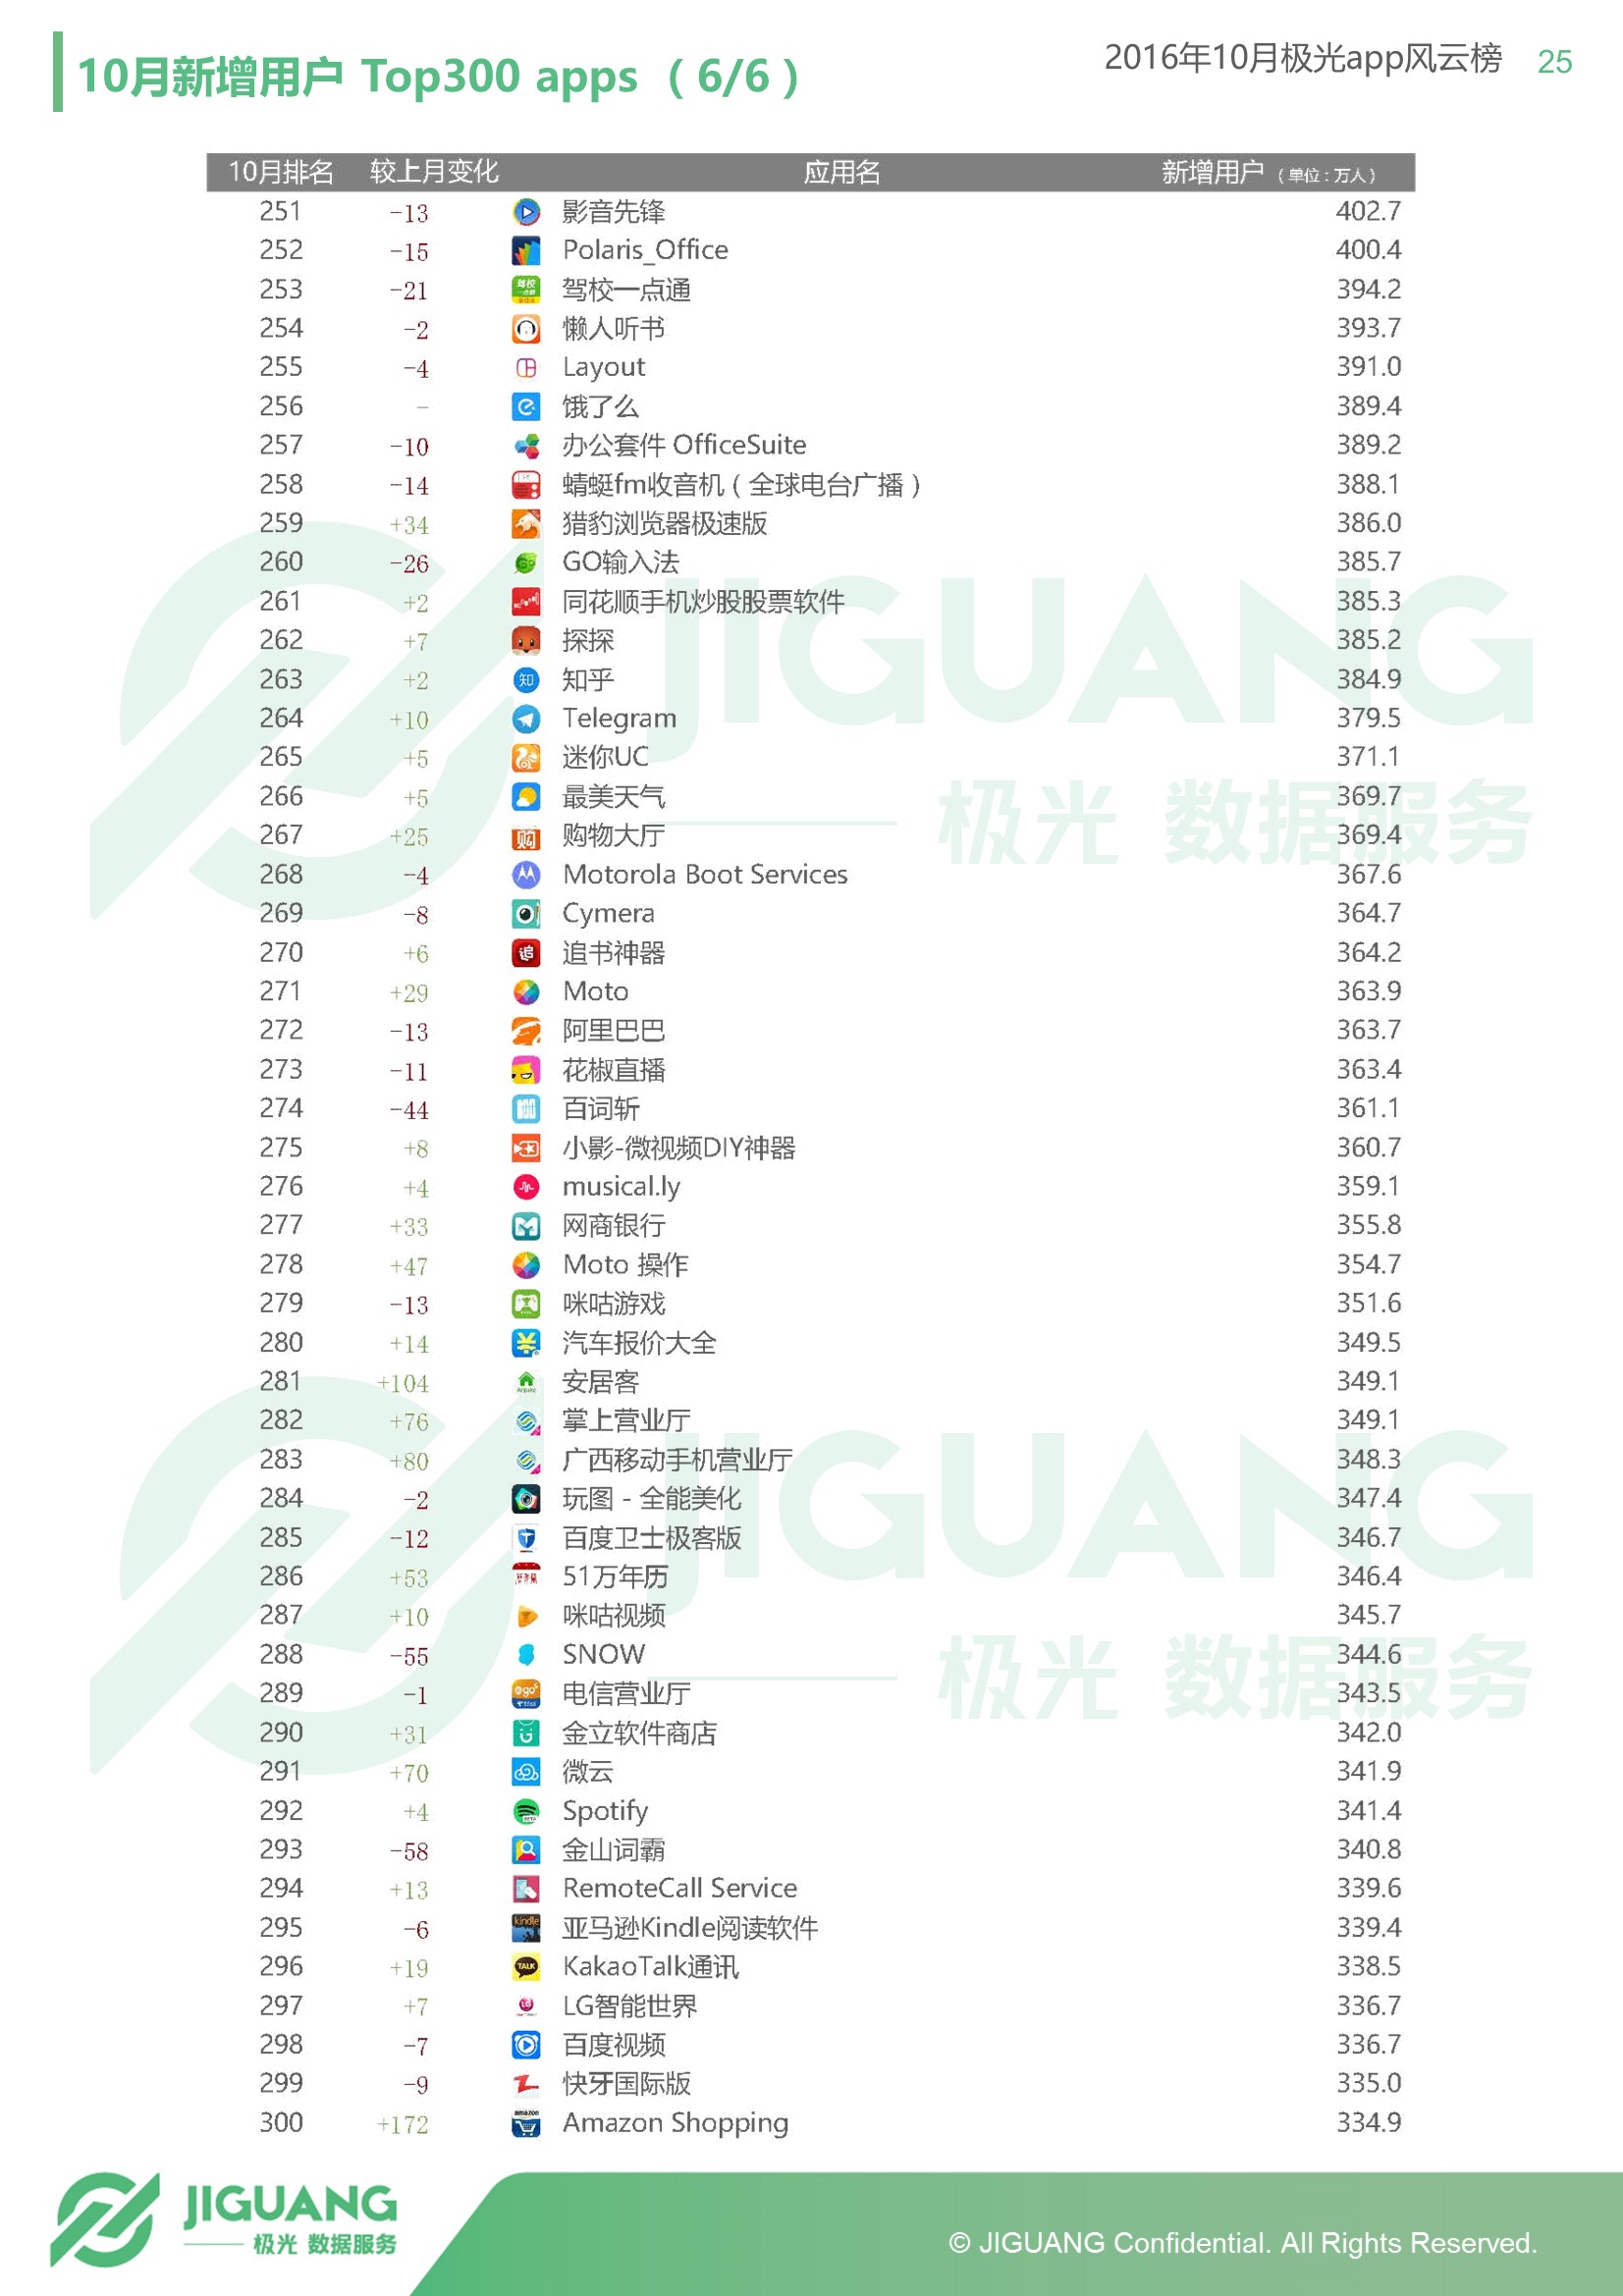 10月新增用户 Top300 apps （6/6）
2016年10月极光app风云榜 25
10月排名 较上月变化 应用名 新增用户（单位：万人）
251 -13 影音先锋 402.7
252 -15 Polaris_Office 400.4
253 -21 驾校一点通 394.2
254 -2 懒人听书 393.7
255 -4 Layout 391.0
256 - 饿了么 389.4
257 -10 办公套件 OfficeSuite 389.2
258 -14 蜻蜓fm收音机（全球电台广播） 388.1
259 +34 猎豹浏览器极速版 386.0
260 -26 GO输入法 385.7
261 +2 同花顺手机炒股股票软件 385.3
262 +7 探探 385.2
263 +2 知乎 384.9
264 +10 Telegram 379.5
265 +5 迷你UC 371.1
266 +5 最美天气 369.7
267 +25 购物大厅 369.4
268 -4 Motorola Boot Services 367.6
269 -8 Cymera 364.7
270 +6 追书神器 364.2
271 +29 Moto 363.9
272 -13 阿里巴巴 363.7
273 -11 花椒直播 363.4
274 -44 百词斩 361.1
275 +8 小影-微视频DIY神器 360.7
276 +4 musical.ly 359.1
277 +33 网商银行 355.8
278 +47 Moto 操作 354.7
279 -13 咪咕游戏 351.6
280 +14 汽车报价大全 349.5
281 +104 安居客 349.1
282 +76 掌上营业厅 349.1
283 +80 广西移动手机营业厅 348.3
284 -2 玩图 - 全能美化 347.4
285 -12 百度卫士极客版 346.7
286 +53 51万年历 346.4
287 +10 咪咕视频 345.7
288 -55 SNOW 344.6
289 -1 电信营业厅 343.5
290 +31 金立软件商店 342.0
291 +70 微云 341.9
292 +4 Spotify 341.4
293 -58 金山词霸 340.8
294 +13 RemoteCall Service 339.6
295 -6 亚马逊Kindle阅读软件 339.4
296 +19 KakaoTalk通讯 338.5
297 +7 LG智能世界 336.7
298 -7 百度视频 336.7
299 -9 快牙国际版 335.0
300 +172 Amazon Shopping 334.9
JIGUANG
极光 数据服务
JIGUANG
极光 数据服务
JIGUANG
极光 数据服务
© JIGUANG Confidential. All Rights Reserved.